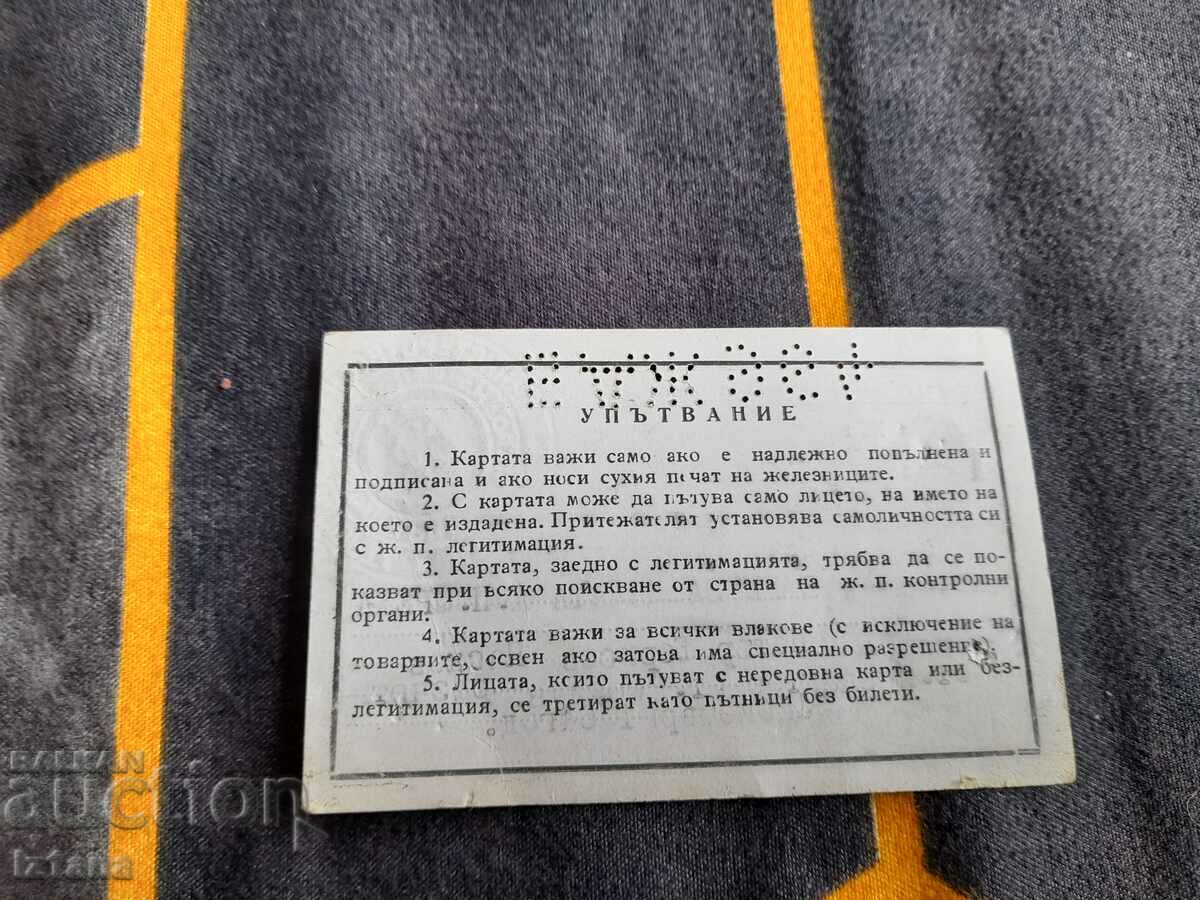 УПЪТВАНИЕ
1. Картата важи само ако е надлежно попълнена и
подписана и ако носи сухия печат на железниците.
2. С картата може да пътува само лицето, на името на
което е издадена. Притежателят установява самоличността си
с ж. п. легитимация.
3. Картата, заедно с легитимацията, трябва да се по-
казват при всяко поискване от страна на ж. п. контролни
органи.
4. Картата важи за всички влакове (с исключение на
товарните, освен ако затова има специално разрешение).
5. Лицата, които пътуват с нередовна карта или без-
легитимация, се третират като пътници без билети.
BALKAN
auction
Iztaha